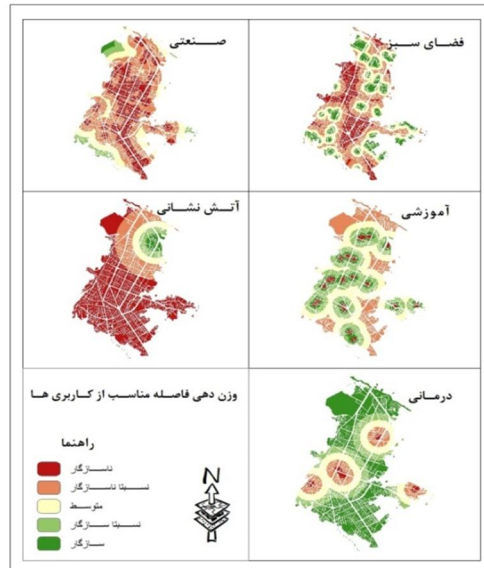 فضای سبز
صنعتی
آموزشی
آتش نشانی
درمانی
وزن دهی فاصله مناسب از کاربری ها
راهنما
ناسازگار
نسبتا ناسازگار
متوسط
نسبتا سازگار
سازگار
N